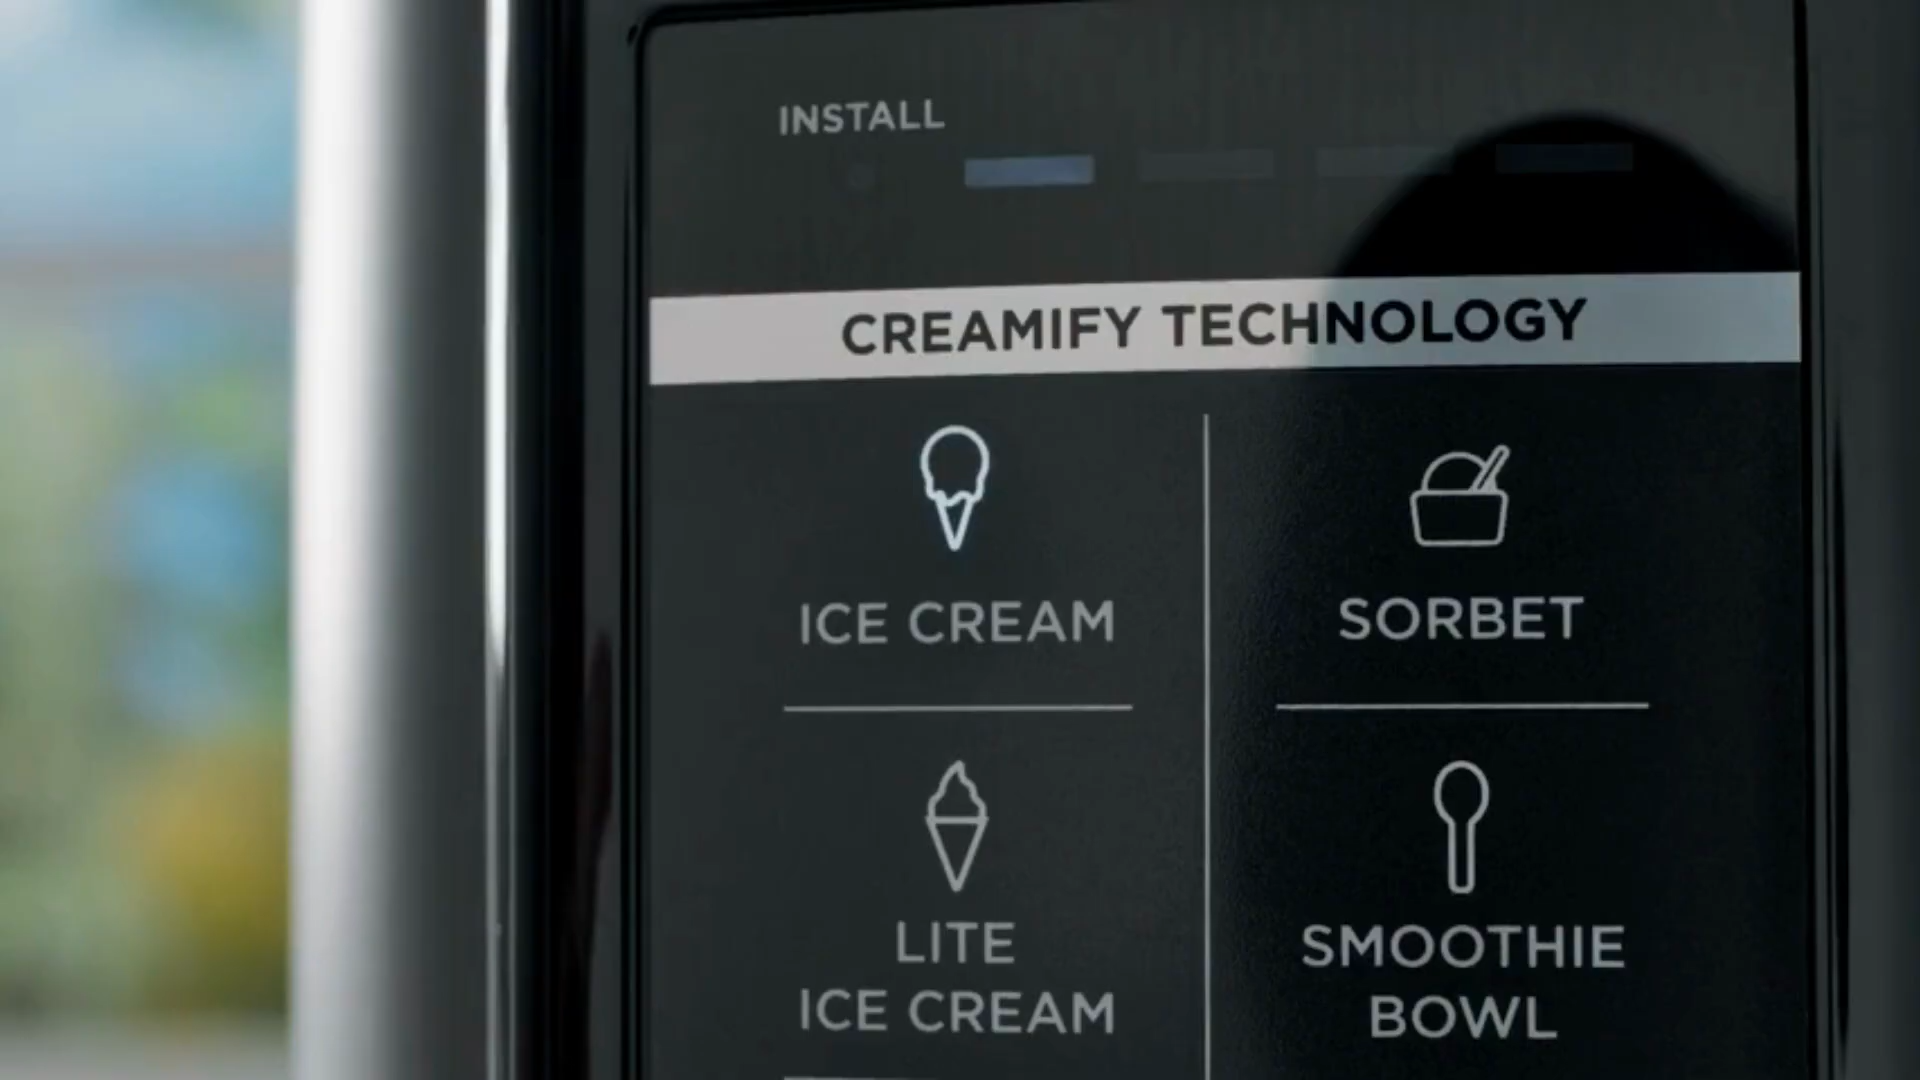 INSTALL
CREAMIFY TECHNOLOGY
ICE CREAM
SORBET
LITE
ICE CREAM
SMOOTHIE
BOWL